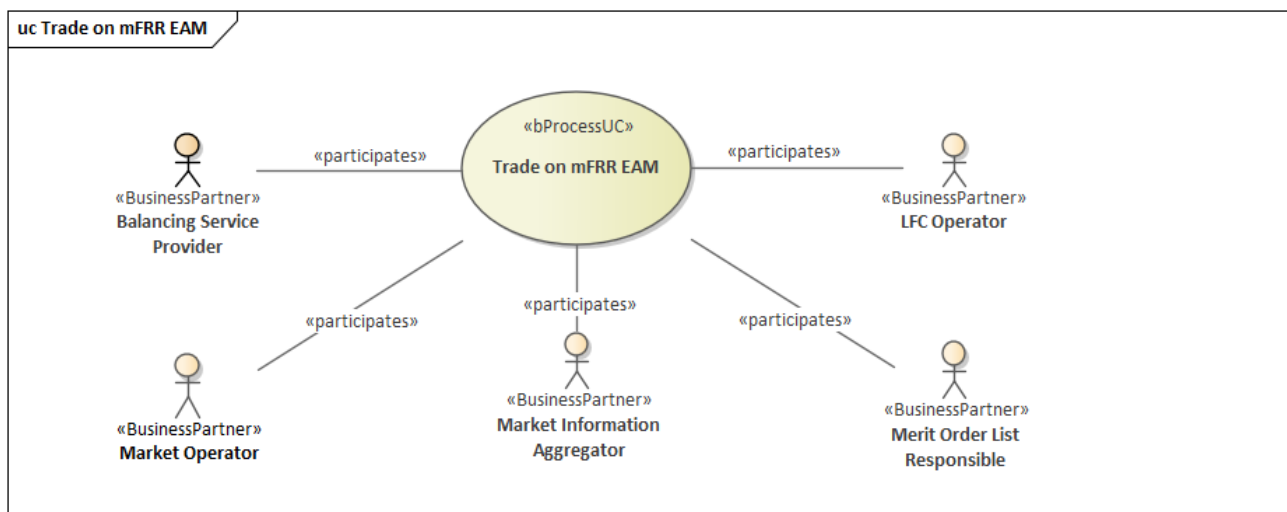 uc Trade on mFRR EAM
«bProcessUC»
Trade on mFRR EAM
«participates»
«participates»
«BusinessPartner»
Balancing Service
Provider
«BusinessPartner»
LFC Operator
«participates»
«participates»
«participates»
«BusinessPartner»
Market Operator
«BusinessPartner»
Market Information
Aggregator
«BusinessPartner»
Merit Order List
Responsible